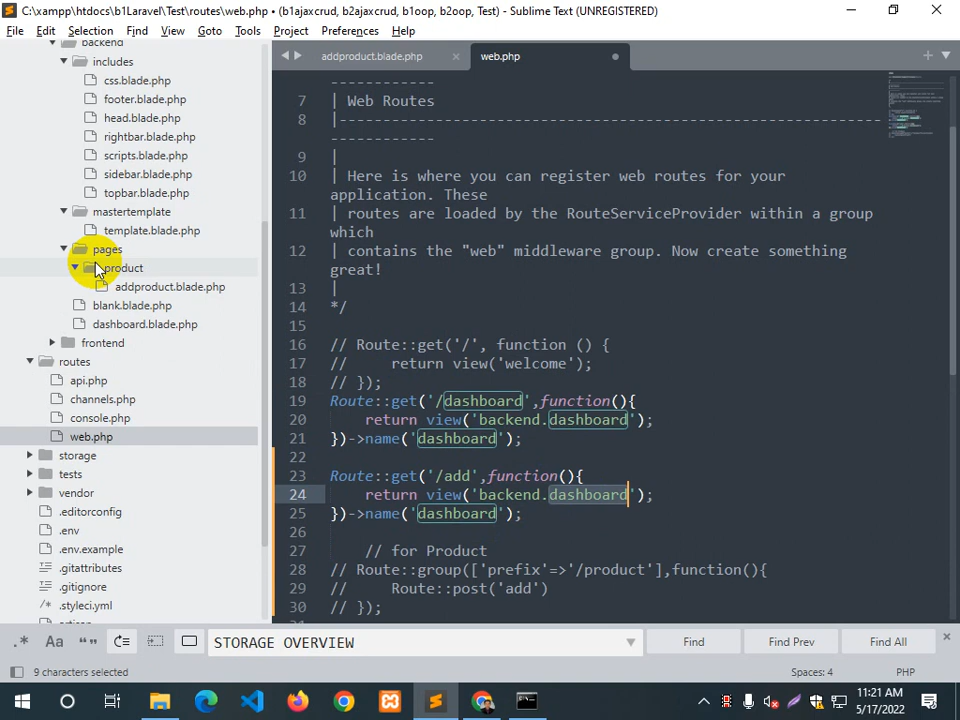 C:\xampp\htdocs\b1Laravel\Test\routes\web.php • (b1ajaxcrud, b2ajaxcrud, b1oop, b2oop, Test) - Sublime Text (UNREGISTERED)
File Edit Selection Find View Goto Tools Project Preferences Help
backend
includes
css.blade.php
footer.blade.php
head.blade.php
rightbar.blade.php
scripts.blade.php
sidebar.blade.php
topbar.blade.php
mastertemplate
template.blade.php
pages
product
addproduct.blade.php
blank.blade.php
dashboard.blade.php
frontend
routes
api.php
channels.php
console.php
web.php
storage
tests
vendor
.editorconfig
.env
.env.example
.gitattributes
.gitignore
.styleci.yml
addproduct.blade.php × web.php •
------------
7 | Web Routes
8 |---------------------------------------------------------------
------------
9 |
10 | Here is where you can register web routes for your
application. These
11 | routes are loaded by the RouteServiceProvider within a group
which
12 | contains the "web" middleware group. Now create something
great!
13 |
14 */
15
16 // Route::get('/', function () {
17 //     return view('welcome');
18 // });
19 Route::get('/dashboard',function(){
20     return view('backend.dashboard');
21 })->name('dashboard');
22
23 Route::get('/add',function(){
24     return view('backend.dashboard');
25 })->name('dashboard');
26
27     // for Product
28 // Route::group(['prefix'=>'/product'],function(){
29 //     Route::post('add')
30 // });
.* Aa “” STORAGE OVERVIEW Find Find Prev Find All
9 characters selected Spaces: 4 PHP
11:21 AM
5/17/2022